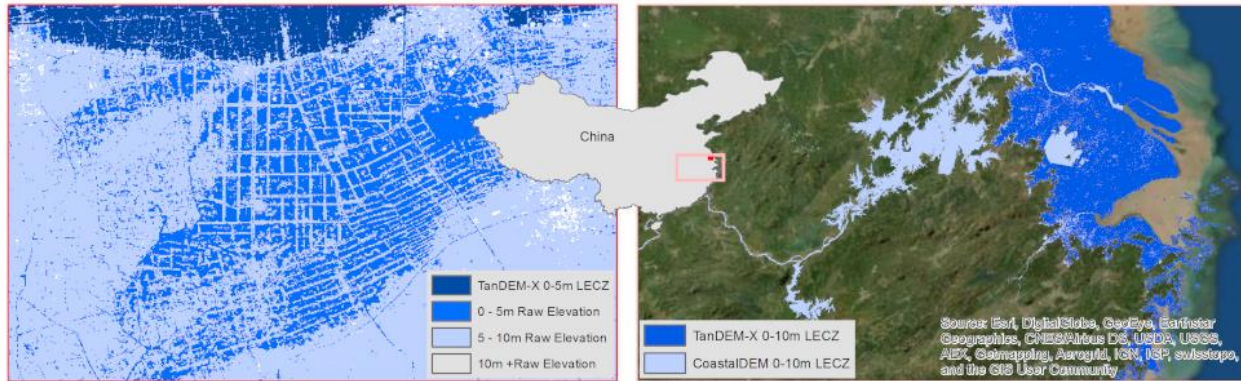 China
TanDEM-X 0-5m LECZ
0 - 5m Raw Elevation
5 - 10m Raw Elevation
10m +Raw Elevation
TanDEM-X 0-10m LECZ
CoastalDEM 0-10m LECZ
Source: Esri, DigitalGlobe, GeoEye, Earthstar
Geographics, CNES/Airbus DS, USDA, USGS,
AEX, Getmapping, Aerogrid, IGN, IGP, swisstopo,
and the GIS User Community